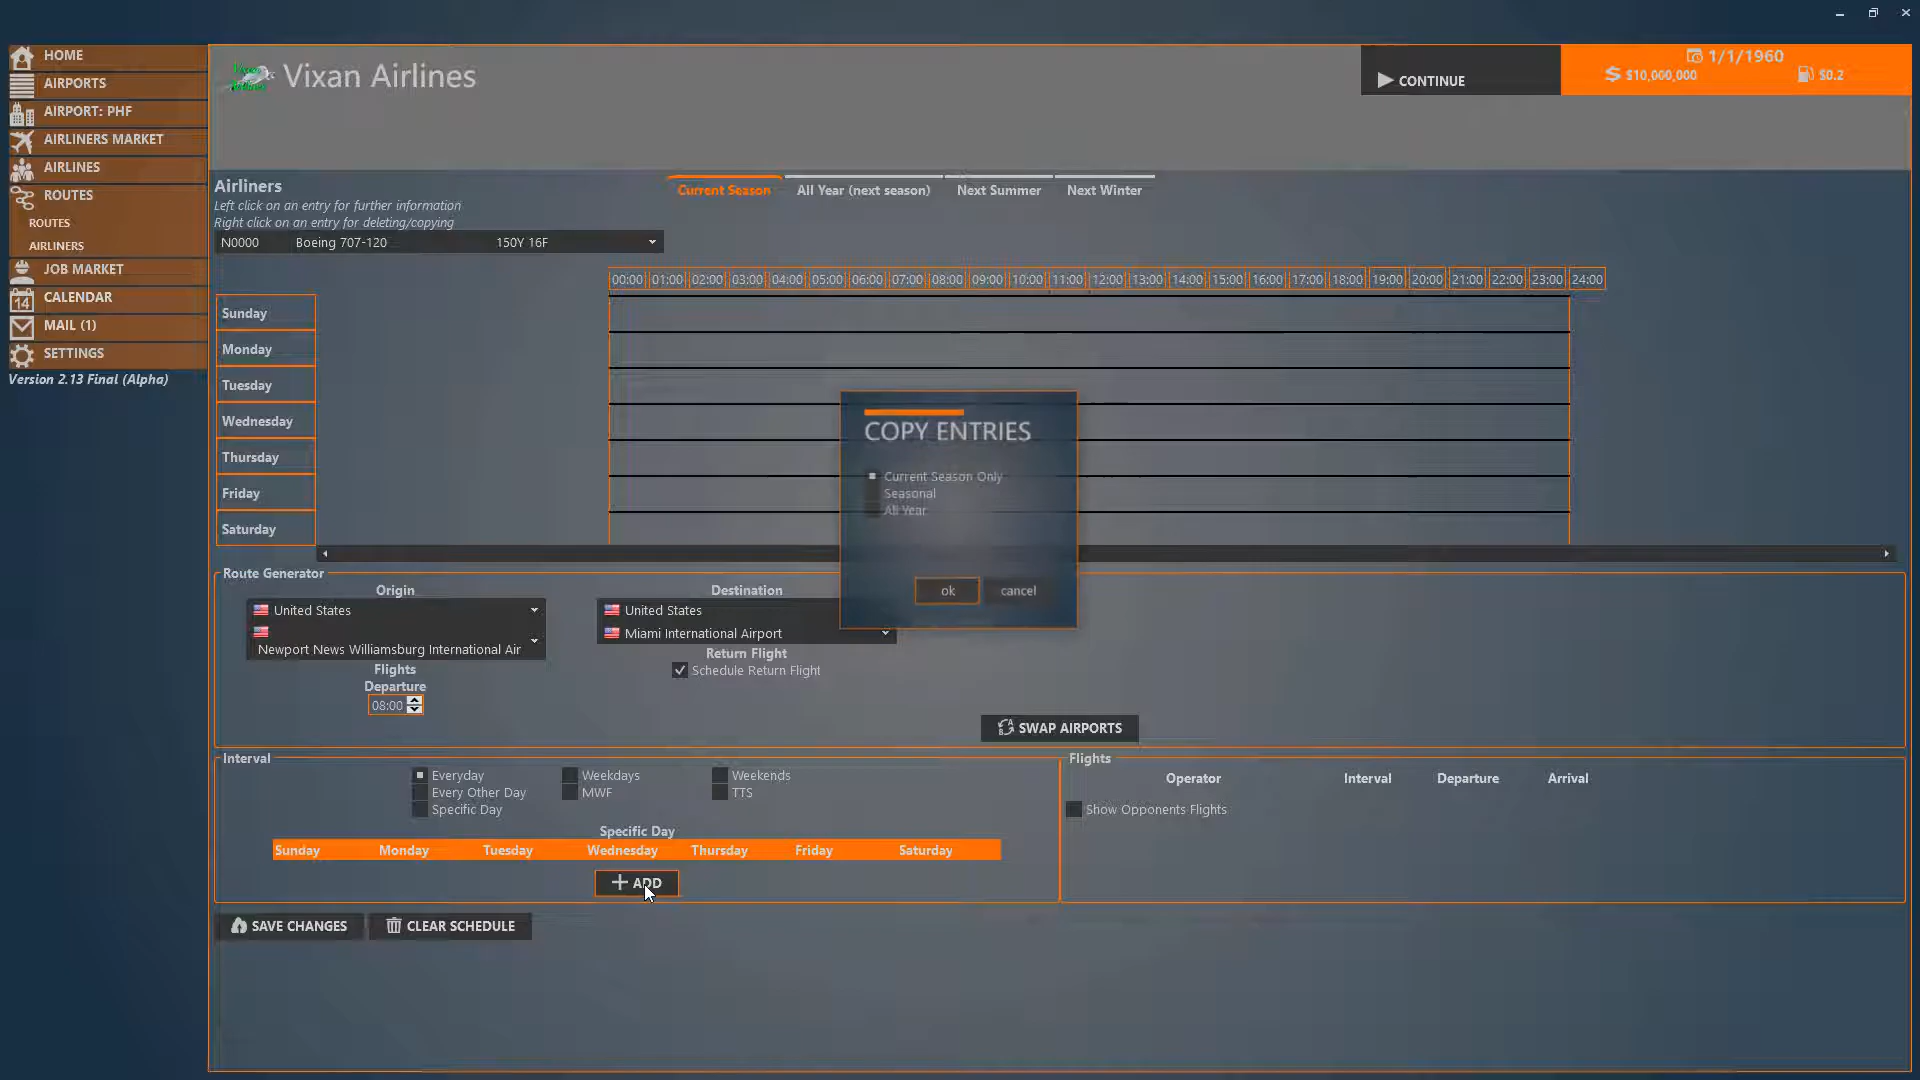 HOME
AIRPORTS
AIRPORT: PHF
AIRLINERS MARKET
AIRLINES
ROUTES
ROUTES
AIRLINERS
JOB MARKET
14 CALENDAR
MAIL (1)
SETTINGS
Version 2.13 Final (Alpha)
Vixan Airlines
CONTINUE
1/1/1960
$10,000,000
$0.2
Airliners
Left click on an entry for further information
Right click on an entry for deleting/copying
N0000 Boeing 707-120 150Y 16F
Current Season All Year (next season) Next Summer Next Winter
00:00 01:00 02:00 03:00 04:00 05:00 06:00 07:00 08:00 09:00 10:00 11:00 12:00 13:00 14:00 15:00 16:00 17:00 18:00 19:00 20:00 21:00 22:00 23:00 24:00
Sunday
Monday
Tuesday
Wednesday
Thursday
Friday
Saturday
COPY ENTRIES
Current Season Only
Seasonal
All Year
ok cancel
Route Generator
Origin
United States
Newport News Williamsburg International Air
Flights
Departure
08:00
Destination
United States
Miami International Airport
Return Flight
Schedule Return Flight
SWAP AIRPORTS
Interval
Everyday Weekdays Weekends
Every Other Day MWF TTS
Specific Day
Specific Day
Sunday Monday Tuesday Wednesday Thursday Friday Saturday
ADD
Flights
Operator Interval Departure Arrival
Show Opponents Flights
SAVE CHANGES CLEAR SCHEDULE